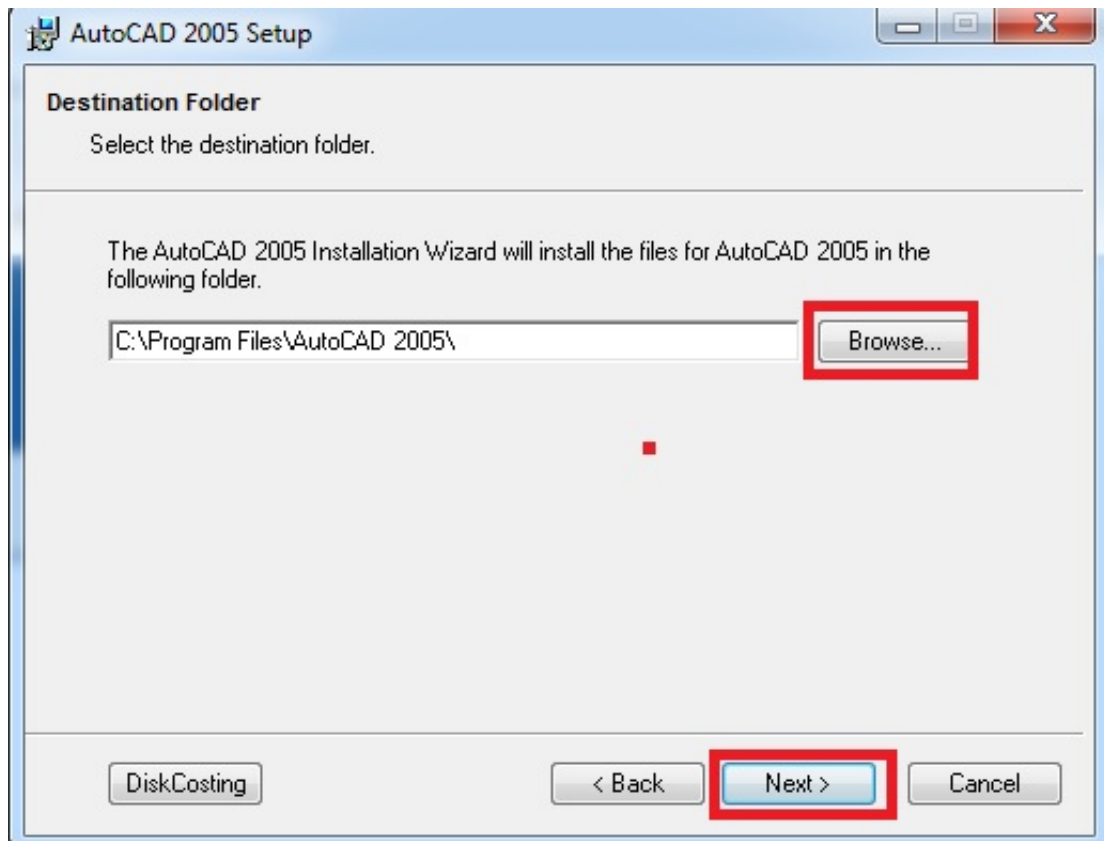 AutoCAD 2005 Setup
Destination Folder
Select the destination folder.
The AutoCAD 2005 Installation Wizard will install the files for AutoCAD 2005 in the
following folder.
C:\Program Files\AutoCAD 2005\
Browse...
DiskCosting
< Back
Next >
Cancel